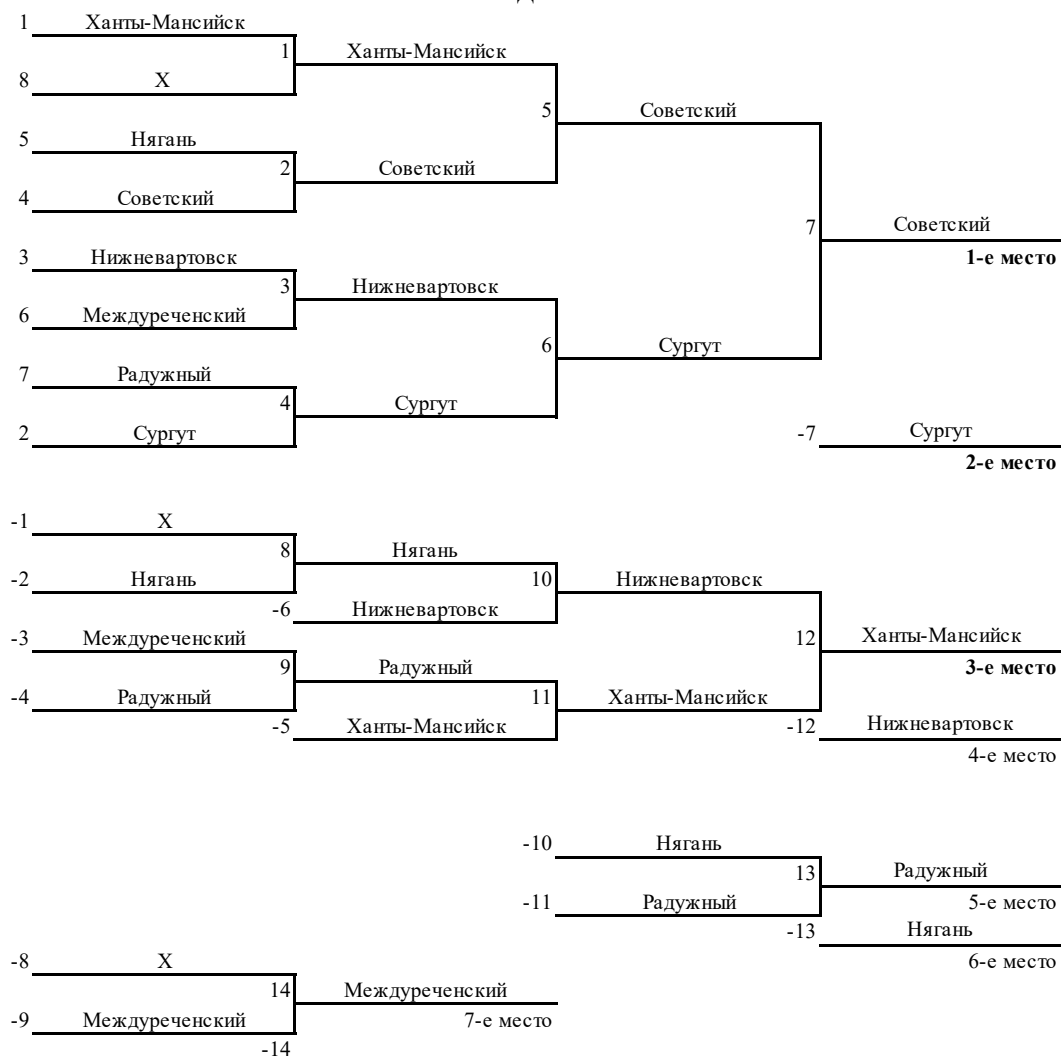 1 Ханты-Мансийск
1 Ханты-Мансийск
8 Х
5 Советский
5 Нягань
2 Советский
4 Советский
7 Советский
1-е место
3 Нижневартовск
3 Нижневартовск
6 Междуреченский
6 Сургут
7 Радужный
4 Сургут
2 Сургут
-7 Сургут
2-е место
-1 Х
8 Нягань
-2 Нягань
10 Нижневартовск
-6 Нижневартовск
-3 Междуреченский
12 Ханты-Мансийск
3-е место
9 Радужный
-4 Радужный
11 Ханты-Мансийск
-5 Ханты-Мансийск
-12 Нижневартовск
4-е место
-10 Нягань
13 Радужный
5-е место
-11 Радужный
-13 Нягань
6-е место
-8 Х
14 Междуреченский
7-е место
-9 Междуреченский
-14